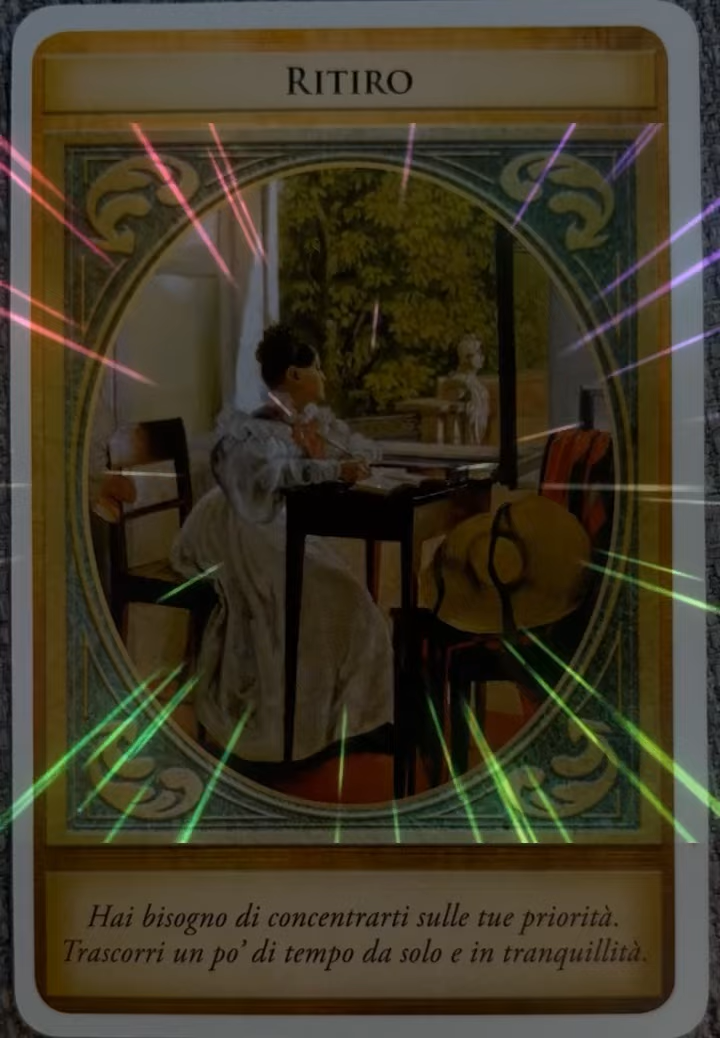 Ritiro
Hai bisogno di concentrarti sulle tue priorità.
Trascorri un po' di tempo da solo e in tranquillità.